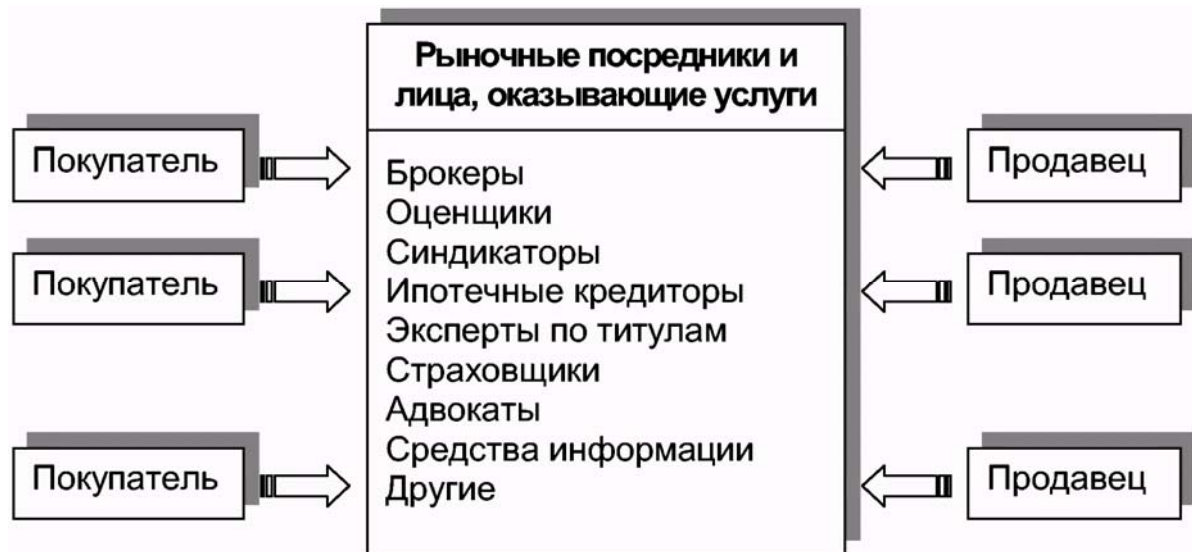 Рыночные посредники и
лица, оказывающие услуги
Покупатель
Покупатель
Покупатель
Брокеры
Оценщики
Синдикаторы
Ипотечные кредиторы
Эксперты по титулам
Страховщики
Адвокаты
Средства информации
Другие
Продавец
Продавец
Продавец